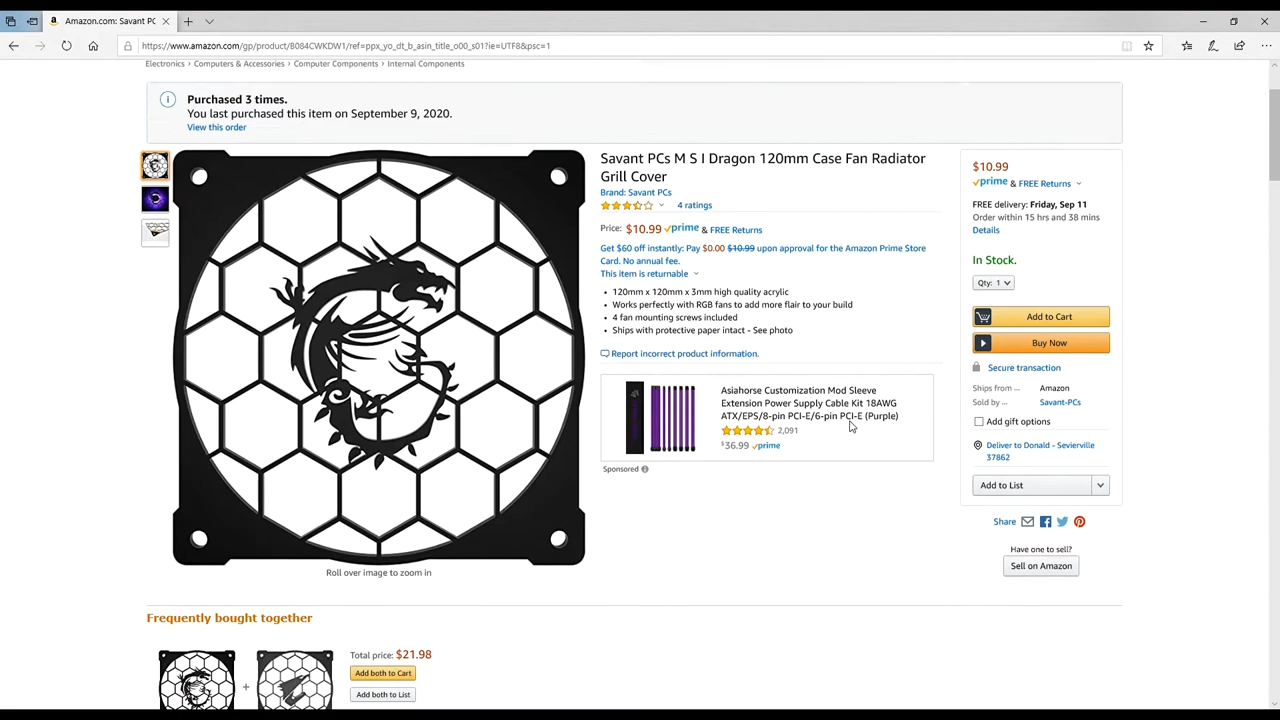 Amazon.com: Savant PC
https://www.amazon.com/gp/product/B084CWKDW1/ref=ppx_yo_dt_b_asin_title_o00_s01?ie=UTF8&psc=1
Electronics › Computers & Accessories › Computer Components › Internal Components
Purchased 3 times.
You last purchased this item on September 9, 2020.
View this order
Savant PCs M S I Dragon 120mm Case Fan Radiator
Grill Cover
Brand: Savant PCs
4 ratings
Price: $10.99 prime & FREE Returns
Get $60 off instantly: Pay $0.00 $10.99 upon approval for the Amazon Prime Store
Card. No annual fee.
This item is returnable
• 120mm x 120mm x 3mm high quality acrylic
• Works perfectly with RGB fans to add more flair to your build
• 4 fan mounting screws included
• Ships with protective paper intact - See photo
Report incorrect product information.
Asiahorse Customization Mod Sleeve
Extension Power Supply Cable Kit 18AWG
ATX/EPS/8-pin PCI-E/6-pin PCI-E (Purple)
2,091
$36.99 prime
Sponsored
$10.99
prime & FREE Returns
FREE delivery: Friday, Sep 11
Order within 15 hrs and 38 mins
Details
In Stock.
Qty: 1
Add to Cart
Buy Now
Secure transaction
Ships from ... Amazon
Sold by ... Savant-PCs
Add gift options
Deliver to Donald - Sevierville
37862
Add to List
Share
Have one to sell?
Sell on Amazon
Roll over image to zoom in
Frequently bought together
+
Total price: $21.98
Add both to Cart
Add both to List